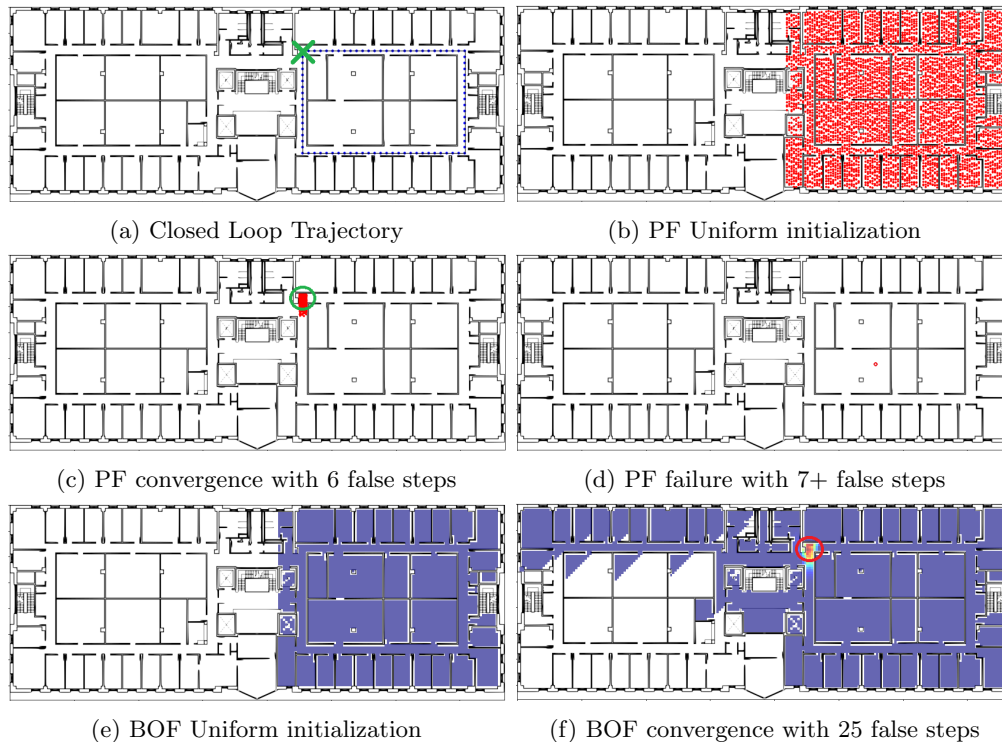 (a) Closed Loop Trajectory
(b) PF Uniform initialization
(c) PF convergence with 6 false steps
(d) PF failure with 7+ false steps
(e) BOF Uniform initialization
(f) BOF convergence with 25 false steps